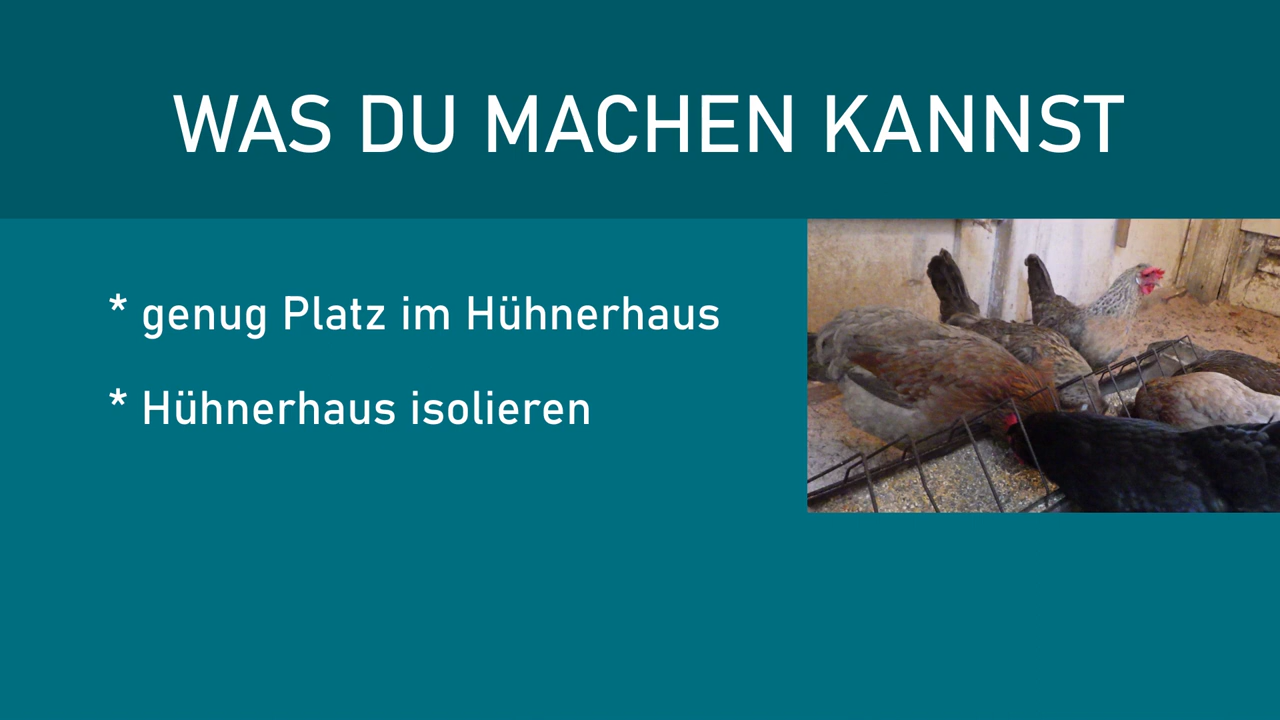 WAS DU MACHEN KANNST
* genug Platz im Hühnerhaus
* Hühnerhaus isolieren